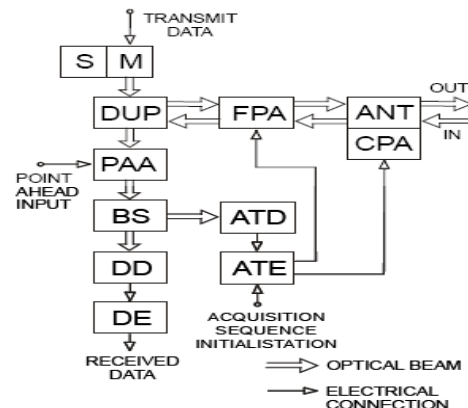 TRANSMIT
DATA
S M
DUP FPA ANT OUT
CPA IN
PAA
POINT
AHEAD
INPUT
BS ATD
DD ATE
DE ACQUISITION
SEQUENCE
INITIALISTATION
RECEIVED
DATA
OPTICAL BEAM
ELECTRICAL
CONNECTION